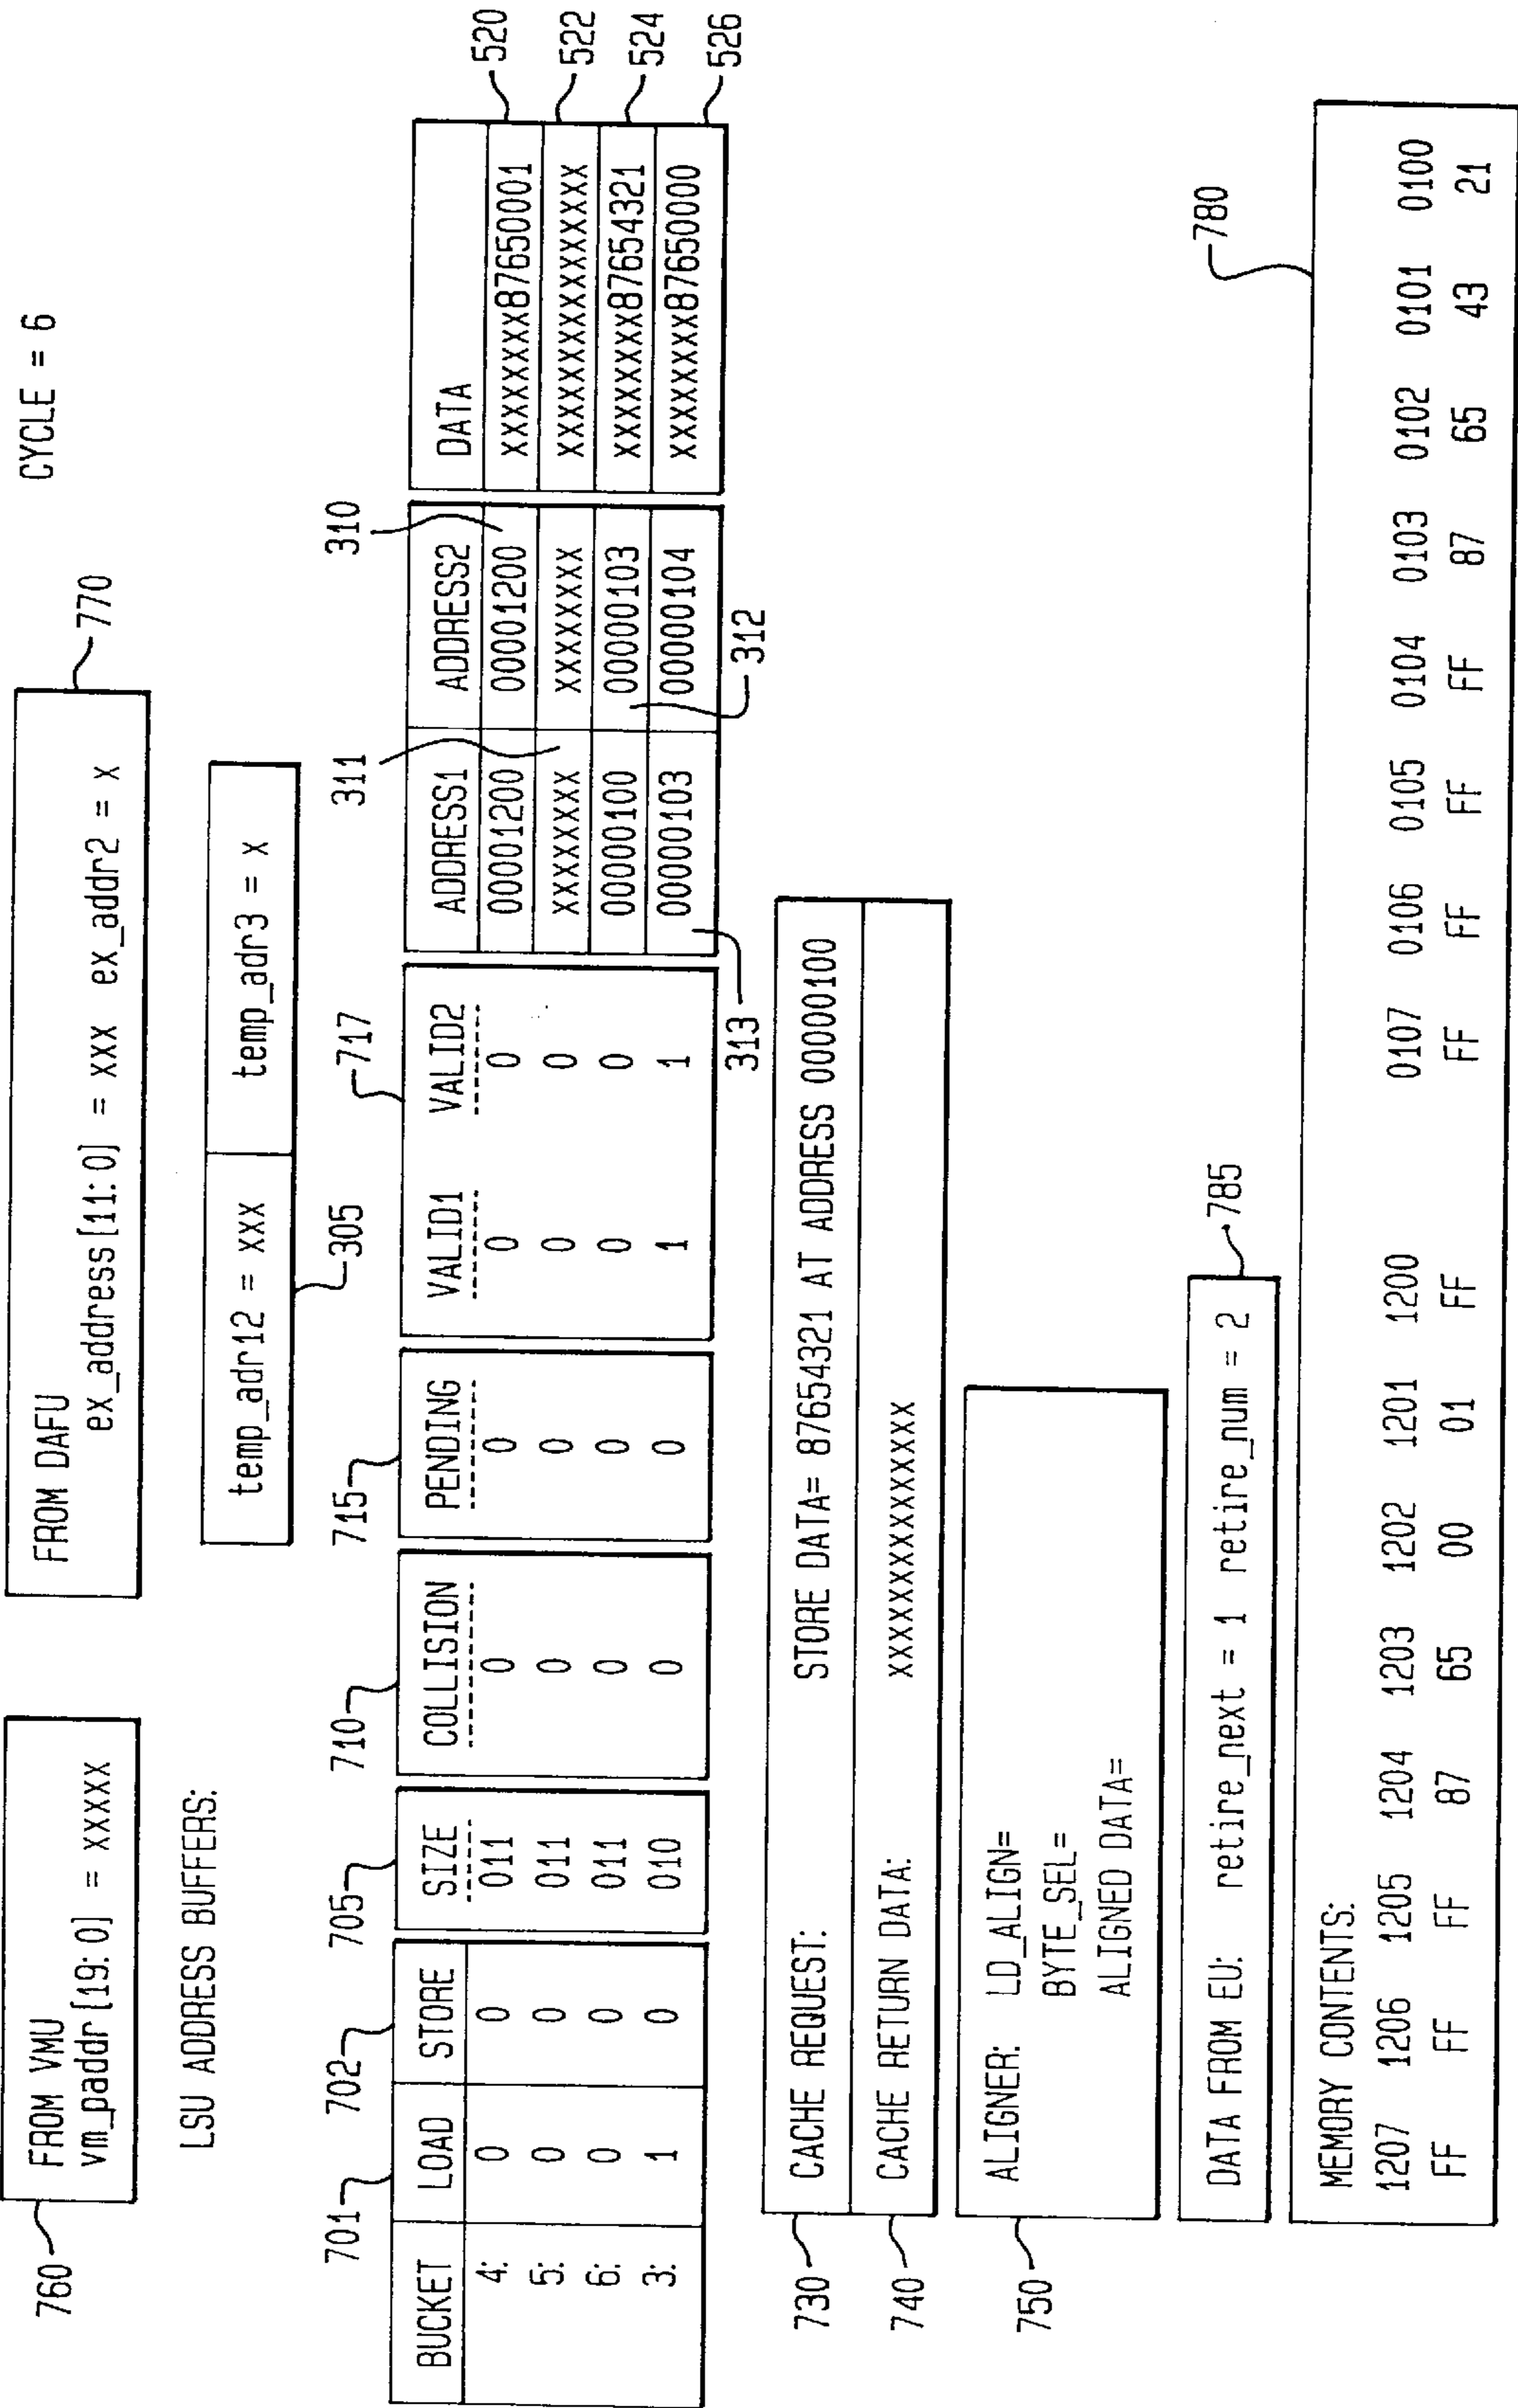 CYCLE = 6
FROM VMU
vm_paddr[19:0] = XXXXX
760
FROM DAFU
ex_address[11:0] = XXX ex_addr2 = X
770
LSU ADDRESS BUFFERS:
temp_adr12 = XXX temp_adr3 = X
305
701 702 705 710 715 717 311 310
BUCKET LOAD STORE SIZE COLLISION PENDING VALID1 VALID2 ADDRESS1 ADDRESS2 DATA
4: 0 0 011 0 0 0 0 00001200 00001200 XXXXXXXX87650001 520
5: 0 0 011 0 0 0 0 XXXXXXXX XXXXXXXX XXXXXXXXXXXXXXXX 522
6: 0 0 011 0 0 0 0 00000100 00000103 XXXXXXXX87654321 524
3: 1 0 010 0 0 1 1 00000103 00000104 XXXXXXXX87650000 526
313 312
730 CACHE REQUEST: STORE DATA= 87654321 AT ADDRESS 00000100
740 CACHE RETURN DATA: XXXXXXXXXXXXXXXX
750 ALIGNER: LD_ALIGN=
BYTE_SEL=
ALIGNED DATA=
DATA FROM EU: retire_next = 1 retire_num = 2 785
780
MEMORY CONTENTS:
1207 1206 1205 1204 1203 1202 1201 1200 0107 0106 0105 0104 0103 0102 0101 0100
FF FF FF 87 65 00 01 FF FF FF FF FF 87 65 43 21